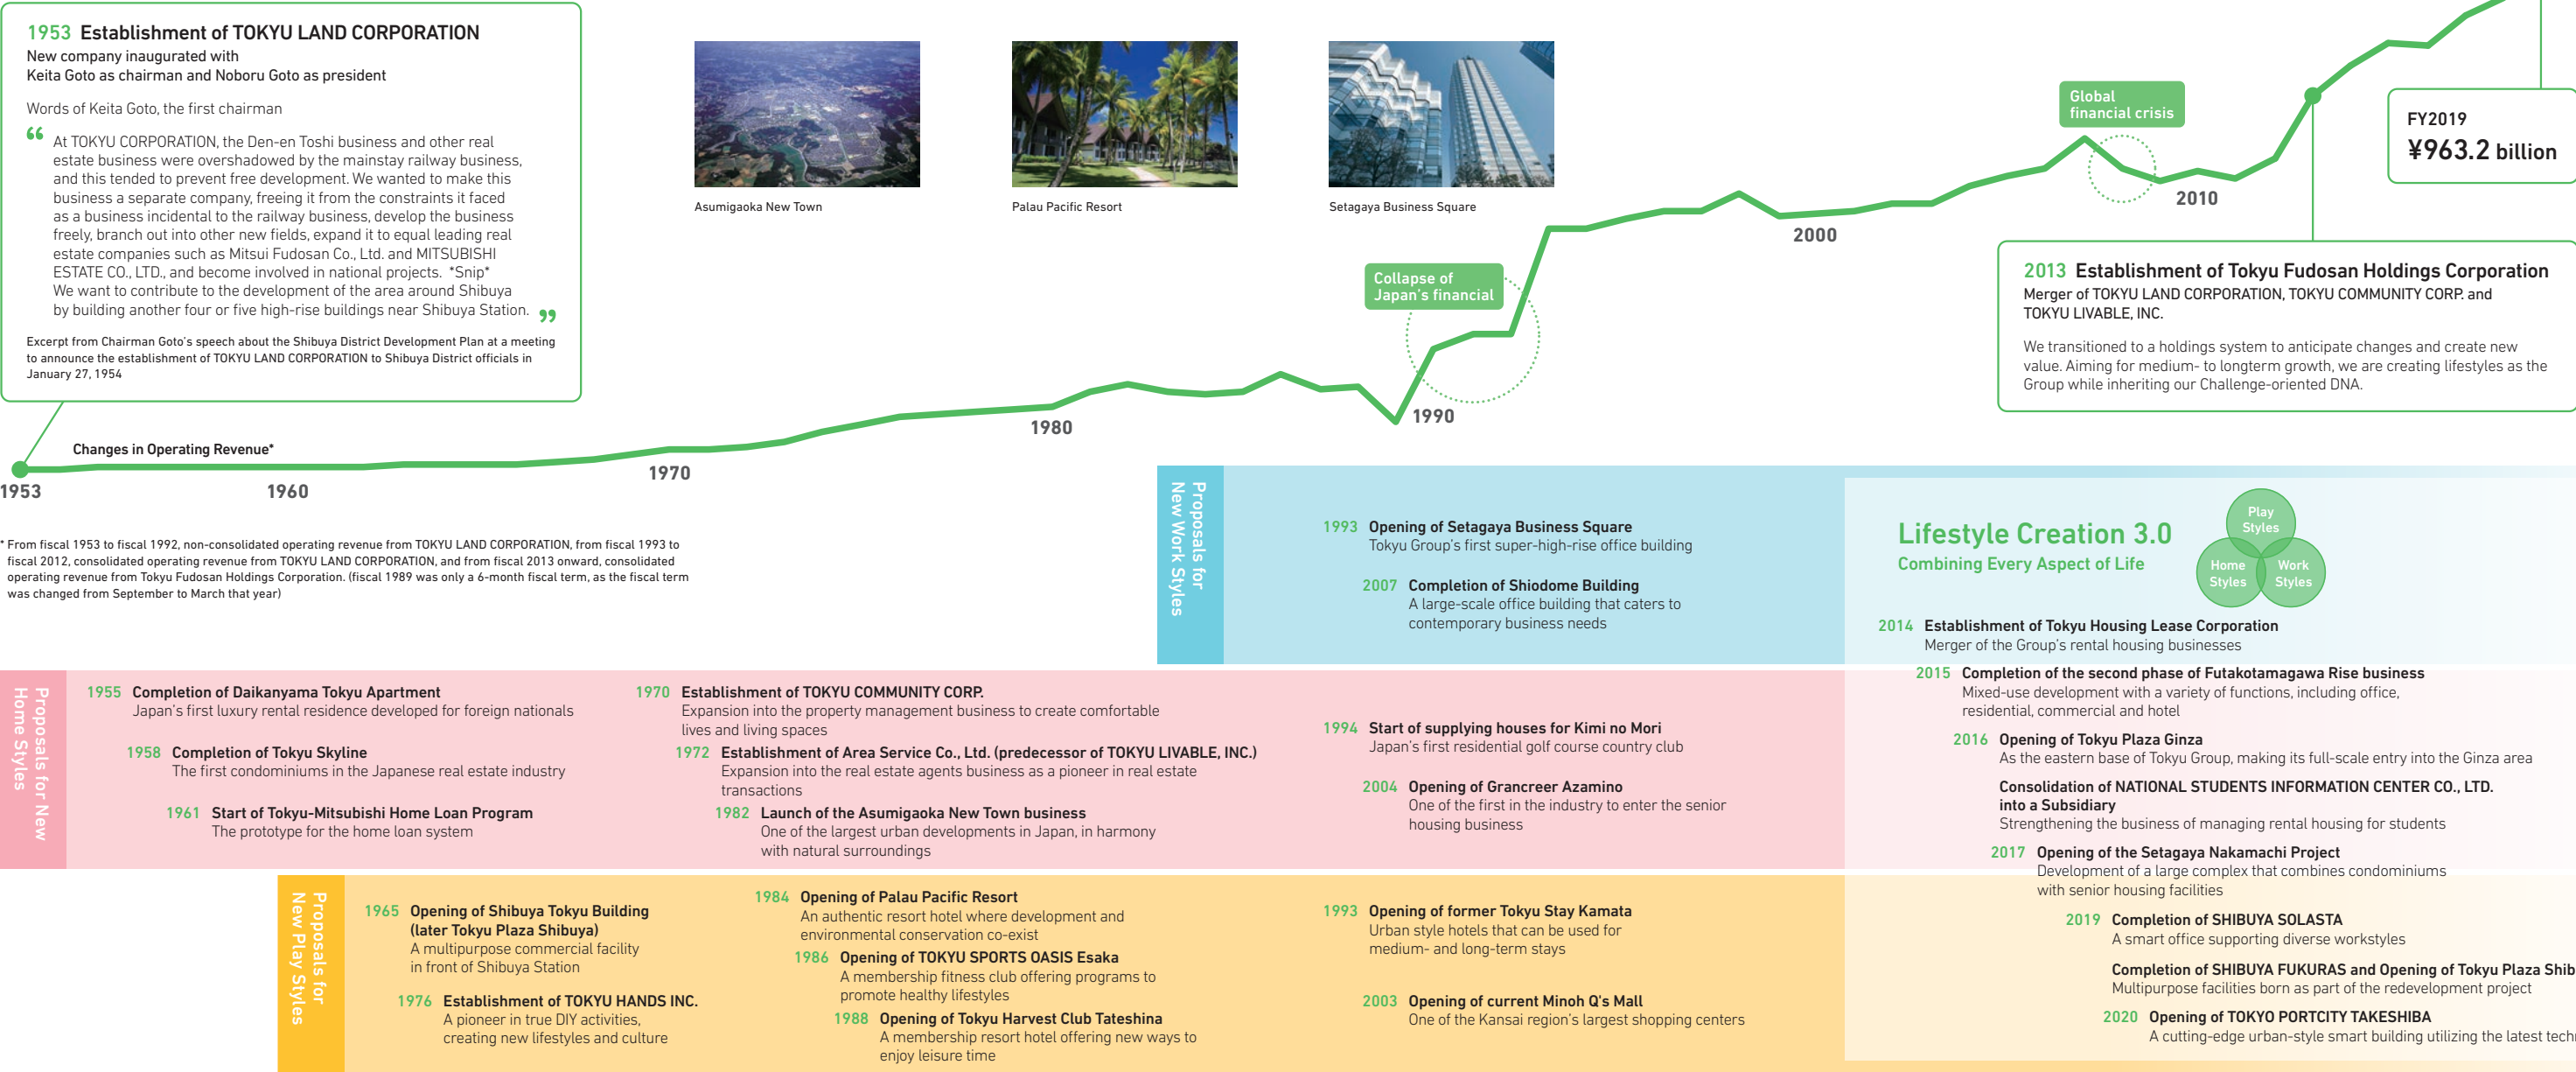 1953 Establishment of TOKYU LAND CORPORATION
New company inaugurated with
Keita Goto as chairman and Noboru Goto as president
Words of Keita Goto, the first chairman
“ At TOKYU CORPORATION, the Den-en Toshi business and other real
estate business were overshadowed by the mainstay railway business,
and this tended to prevent free development. We wanted to make this
business a separate company, freeing it from the constraints it faced
as a business incidental to the railway business, develop the business
freely, branch out into other new fields, expand it to equal leading real
estate companies such as Mitsui Fudosan Co., Ltd. and MITSUBISHI
ESTATE CO., LTD., and become involved in national projects. *Snip*
We want to contribute to the development of the area around Shibuya
by building another four or five high-rise buildings near Shibuya Station. ”
Excerpt from Chairman Goto's speech about the Shibuya District Development Plan at a meeting
to announce the establishment of TOKYU LAND CORPORATION to Shibuya District officials in
January 27, 1954
Asumigaoka New Town
Palau Pacific Resort
Setagaya Business Square
Global
financial crisis
FY2019
¥963.2 billion
Collapse of
Japan's financial
2013 Establishment of Tokyu Fudosan Holdings Corporation
Merger of TOKYU LAND CORPORATION, TOKYU COMMUNITY CORP. and
TOKYU LIVABLE, INC.
We transitioned to a holdings system to anticipate changes and create new
value. Aiming for medium- to longterm growth, we are creating lifestyles as the
Group while inheriting our Challenge-oriented DNA.
Changes in Operating Revenue*
1953
1960
1970
1980
1990
2000
2010
* From fiscal 1953 to fiscal 1992, non-consolidated operating revenue from TOKYU LAND CORPORATION, from fiscal 1993 to
fiscal 2012, consolidated operating revenue from TOKYU LAND CORPORATION, and from fiscal 2013 onward, consolidated
operating revenue from Tokyu Fudosan Holdings Corporation. (fiscal 1989 was only a 6-month fiscal term, as the fiscal term
was changed from September to March that year)
Proposals for
New Work Styles
1993 Opening of Setagaya Business Square
Tokyu Group's first super-high-rise office building
2007 Completion of Shiodome Building
A large-scale office building that caters to
contemporary business needs
Proposals for New
Home Styles
1955 Completion of Daikanyama Tokyu Apartment
Japan's first luxury rental residence developed for foreign nationals
1958 Completion of Tokyu Skyline
The first condominiums in the Japanese real estate industry
1961 Start of Tokyu-Mitsubishi Home Loan Program
The prototype for the home loan system
1970 Establishment of TOKYU COMMUNITY CORP.
Expansion into the property management business to create comfortable
lives and living spaces
1972 Establishment of Area Service Co., Ltd. (predecessor of TOKYU LIVABLE, INC.)
Expansion into the real estate agents business as a pioneer in real estate
transactions
1982 Launch of the Asumigaoka New Town business
One of the largest urban developments in Japan, in harmony
with natural surroundings
1994 Start of supplying houses for Kimi no Mori
Japan's first residential golf course country club
2004 Opening of Grancreer Azamino
One of the first in the industry to enter the senior
housing business
Proposals for
New Play Styles
1965 Opening of Shibuya Tokyu Building
(later Tokyu Plaza Shibuya)
A multipurpose commercial facility
in front of Shibuya Station
1976 Establishment of TOKYU HANDS INC.
A pioneer in true DIY activities,
creating new lifestyles and culture
1984 Opening of Palau Pacific Resort
An authentic resort hotel where development and
environmental conservation co-exist
1986 Opening of TOKYU SPORTS OASIS Esaka
A membership fitness club offering programs to
promote healthy lifestyles
1988 Opening of Tokyu Harvest Club Tateshina
A membership resort hotel offering new ways to
enjoy leisure time
1993 Opening of former Tokyu Stay Kamata
Urban style hotels that can be used for
medium- and long-term stays
2003 Opening of current Minoh Q's Mall
One of the Kansai region's largest shopping centers
Lifestyle Creation 3.0
Combining Every Aspect of Life
Play
Styles
Home
Styles
Work
Styles
2014 Establishment of Tokyu Housing Lease Corporation
Merger of the Group's rental housing businesses
2015 Completion of the second phase of Futakotamagawa Rise business
Mixed-use development with a variety of functions, including office,
residential, commercial and hotel
2016 Opening of Tokyu Plaza Ginza
As the eastern base of Tokyu Group, making its full-scale entry into the Ginza area
Consolidation of NATIONAL STUDENTS INFORMATION CENTER CO., LTD.
into a Subsidiary
Strengthening the business of managing rental housing for students
2017 Opening of the Setagaya Nakamachi Project
Development of a large complex that combines condominiums
with senior housing facilities
2019 Completion of SHIBUYA SOLASTA
A smart office supporting diverse workstyles
Completion of SHIBUYA FUKURAS and Opening of Tokyu Plaza Shib
Multipurpose facilities born as part of the redevelopment project
2020 Opening of TOKYO PORTCITY TAKESHIBA
A cutting-edge urban-style smart building utilizing the latest tech